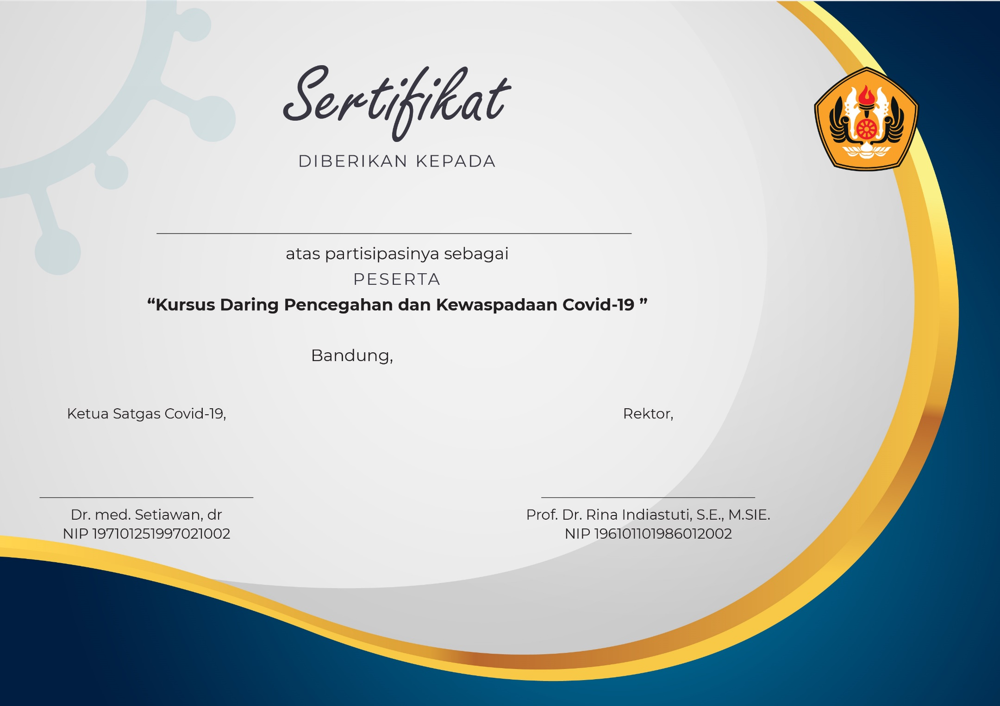 Sertifikat
DIBERIKAN KEPADA
atas partisipasinya sebagai
PESERTA
“Kursus Daring Pencegahan dan Kewaspadaan Covid-19 ”
Bandung,
Ketua Satgas Covid-19,
Rektor,
Dr. med. Setiawan, dr
NIP 197101251997021002
Prof. Dr. Rina Indiastuti, S.E., M.SIE.
NIP 196101101986012002